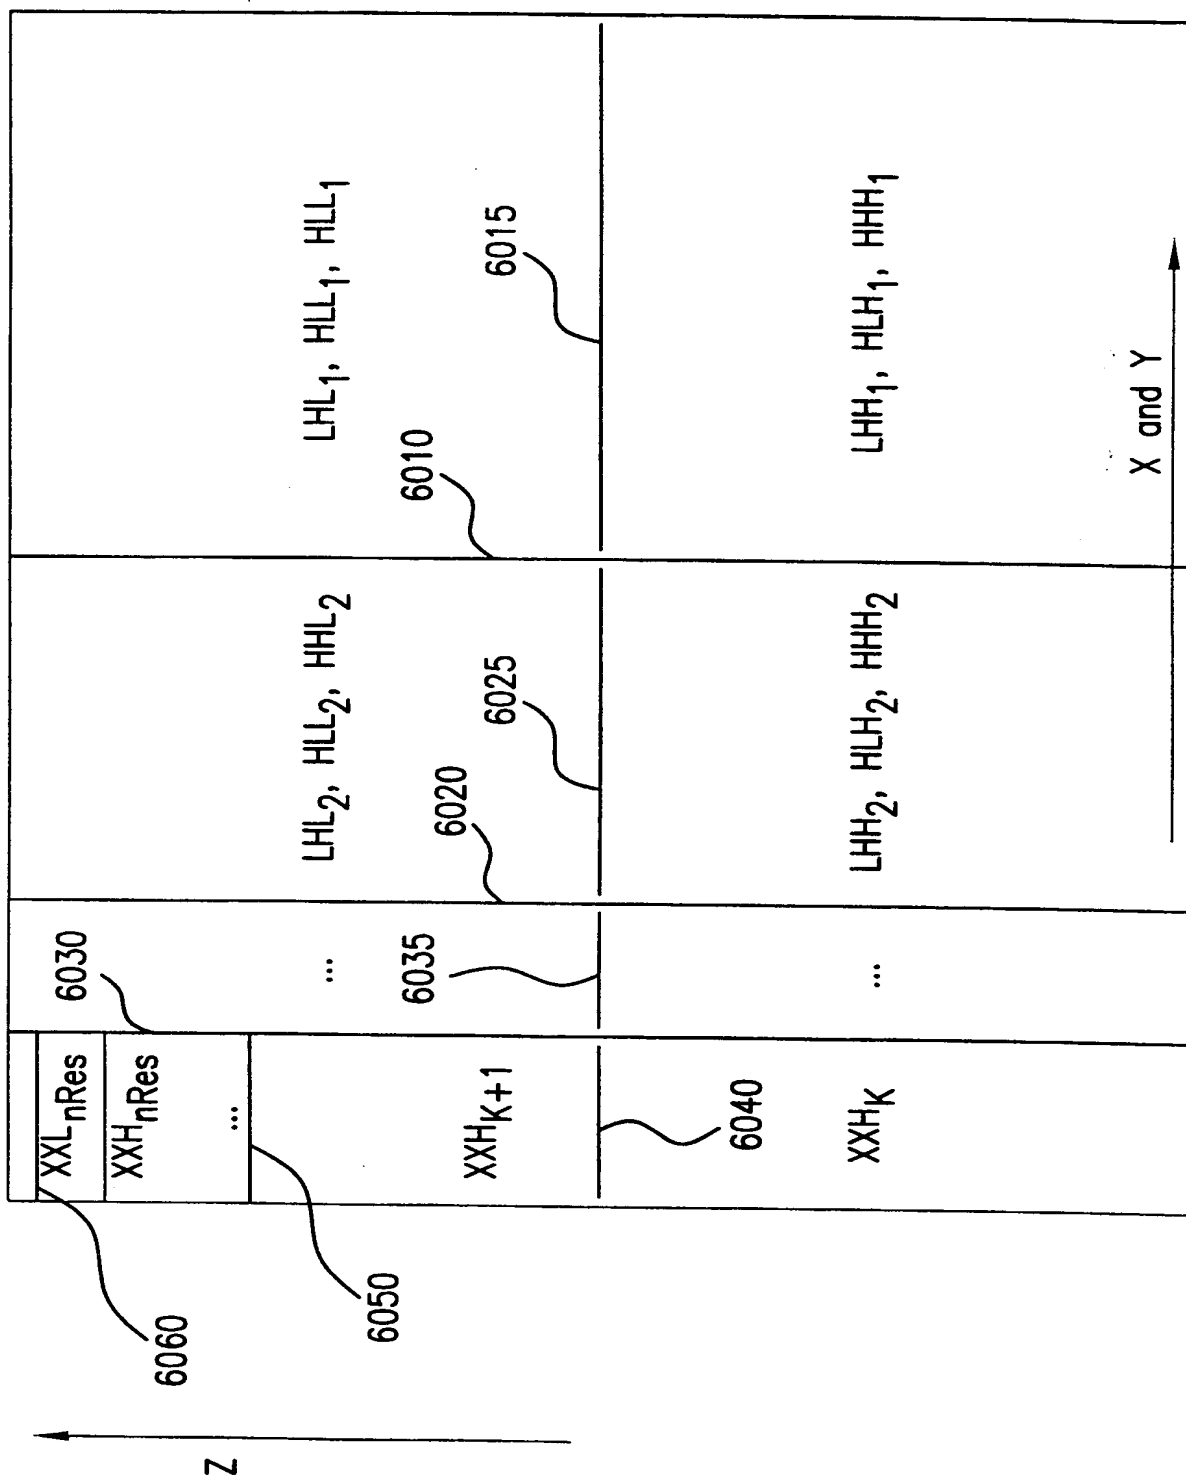 XXL_nRes
XXH_nRes
...
XXH_K+1
XXH_K
6030
...
6035
...
LHL_2, HLL_2, HHL_2
LHH_2, HLH_2, HHH_2
6020
6025
LHL_1, HLL_1, HLL_1
LHH_1, HLH_1, HHH_1
6010
6015
6040
6050
6060
X and Y
Z